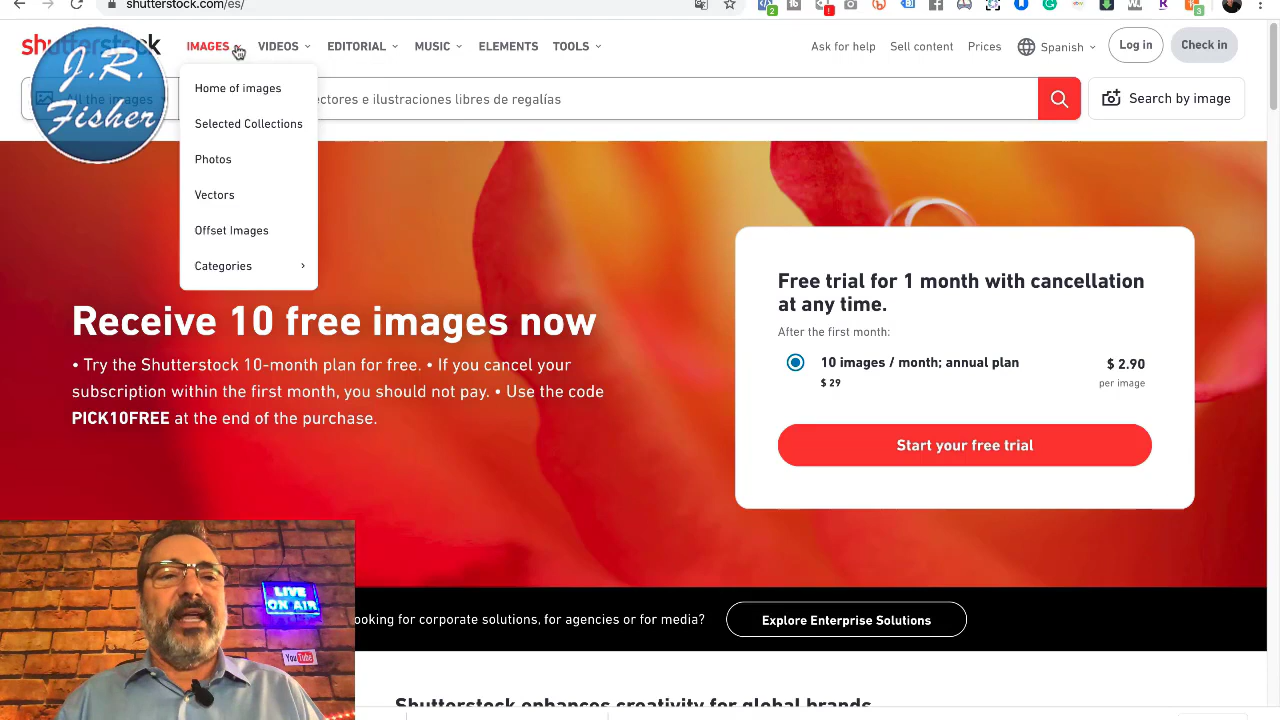 shutterstock.com/es/
shutterstock
IMAGES
VIDEOS
EDITORIAL
MUSIC
ELEMENTS
TOOLS
Ask for help
Sell content
Prices
Spanish
Log in
Check in
J.R.
Fisher
All the images
ectores e ilustraciones libres de regalías
Search by image
Home of images
Selected Collections
Photos
Vectors
Offset Images
Categories
Receive 10 free images now
• Try the Shutterstock 10-month plan for free. • If you cancel your
subscription within the first month, you should not pay. • Use the code
PICK10FREE at the end of the purchase.
Free trial for 1 month with cancellation
at any time.
After the first month:
10 images / month; annual plan
$ 29
$ 2.90
per image
Start your free trial
LIVE
ON AIR
YouTube
ooking for corporate solutions, for agencies or for media?
Explore Enterprise Solutions
Shutterstock enhances creativity for global brands